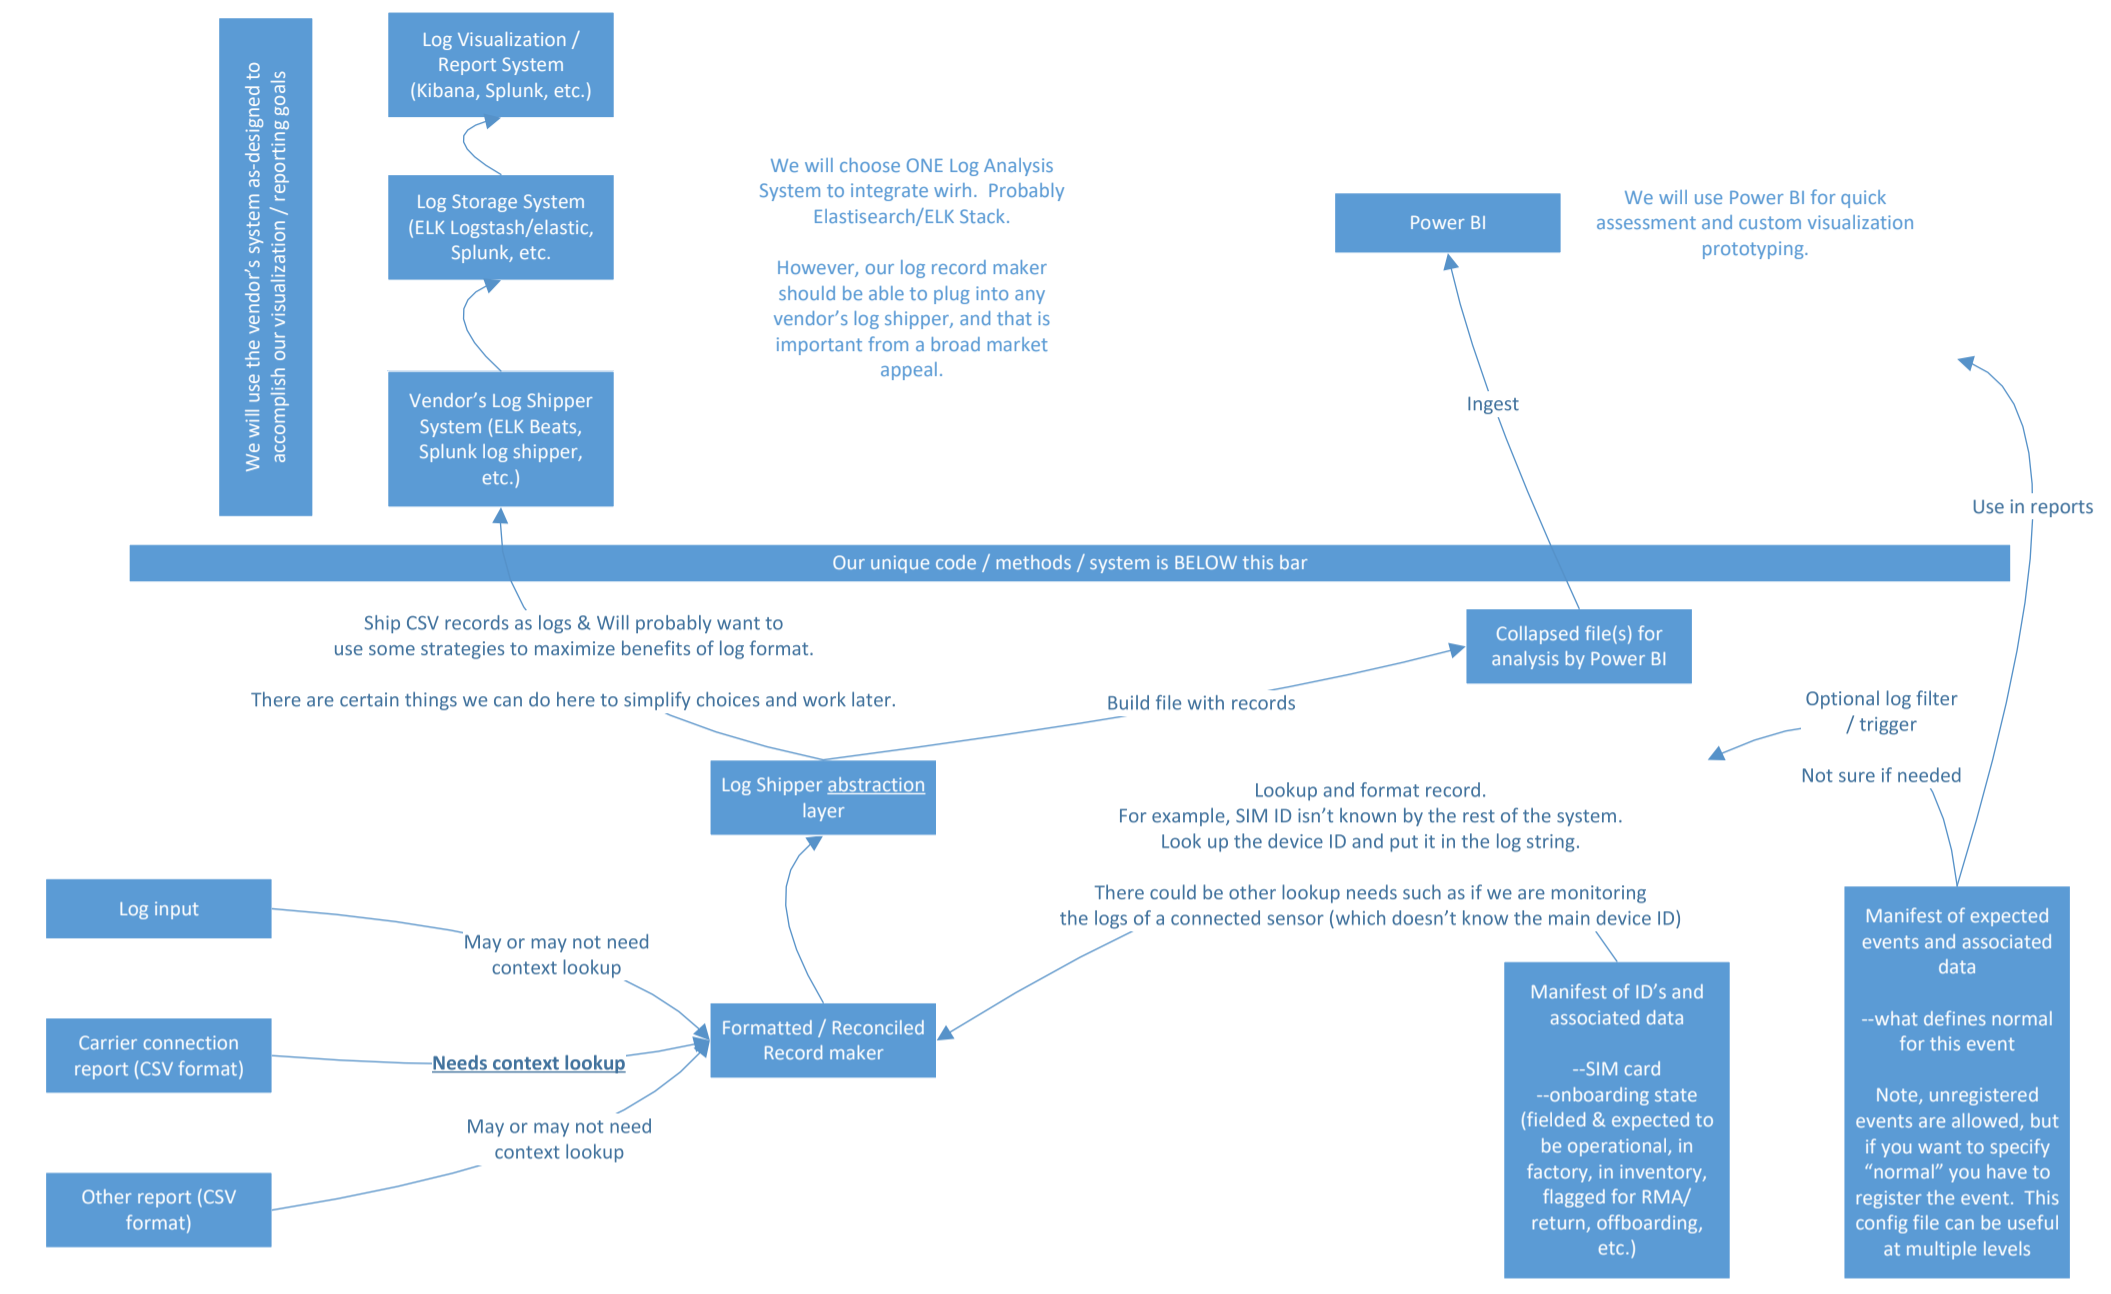 We will use the vendor's system as-designed to
accomplish our visualization / reporting goals
Log Visualization /
Report System
(Kibana, Splunk, etc.)
Log Storage System
(ELK Logstash/elastic,
Splunk, etc.
Vendor's Log Shipper
System (ELK Beats,
Splunk log shipper,
etc.)
We will choose ONE Log Analysis
System to integrate wirh.  Probably
Elastisearch/ELK Stack.
However, our log record maker
should be able to plug into any
vendor's log shipper, and that is
important from a broad market
appeal.
Power BI
We will use Power BI for quick
assessment and custom visualization
prototyping.
Ingest
Use in reports
Our unique code / methods / system is BELOW this bar
Ship CSV records as logs & Will probably want to
use some strategies to maximize benefits of log format.
There are certain things we can do here to simplify choices and work later.
Collapsed file(s) for
analysis by Power BI
Build file with records
Optional log filter
/ trigger
Not sure if needed
Log Shipper abstraction
layer
Lookup and format record.
For example, SIM ID isn't known by the rest of the system.
Look up the device ID and put it in the log string.
There could be other lookup needs such as if we are monitoring
the logs of a connected sensor (which doesn't know the main device ID)
Log input
May or may not need
context lookup
Carrier connection
report (CSV format)
Needs context lookup
Formatted / Reconciled
Record maker
May or may not need
context lookup
Other report (CSV
format)
Manifest of ID's and
associated data
--SIM card
--onboarding state
(fielded & expected to
be operational, in
factory, in inventory,
flagged for RMA/
return, offboarding,
etc.)
Manifest of expected
events and associated
data
--what defines normal
for this event
Note, unregistered
events are allowed, but
if you want to specify
“normal” you have to
register the event.  This
config file can be useful
at multiple levels